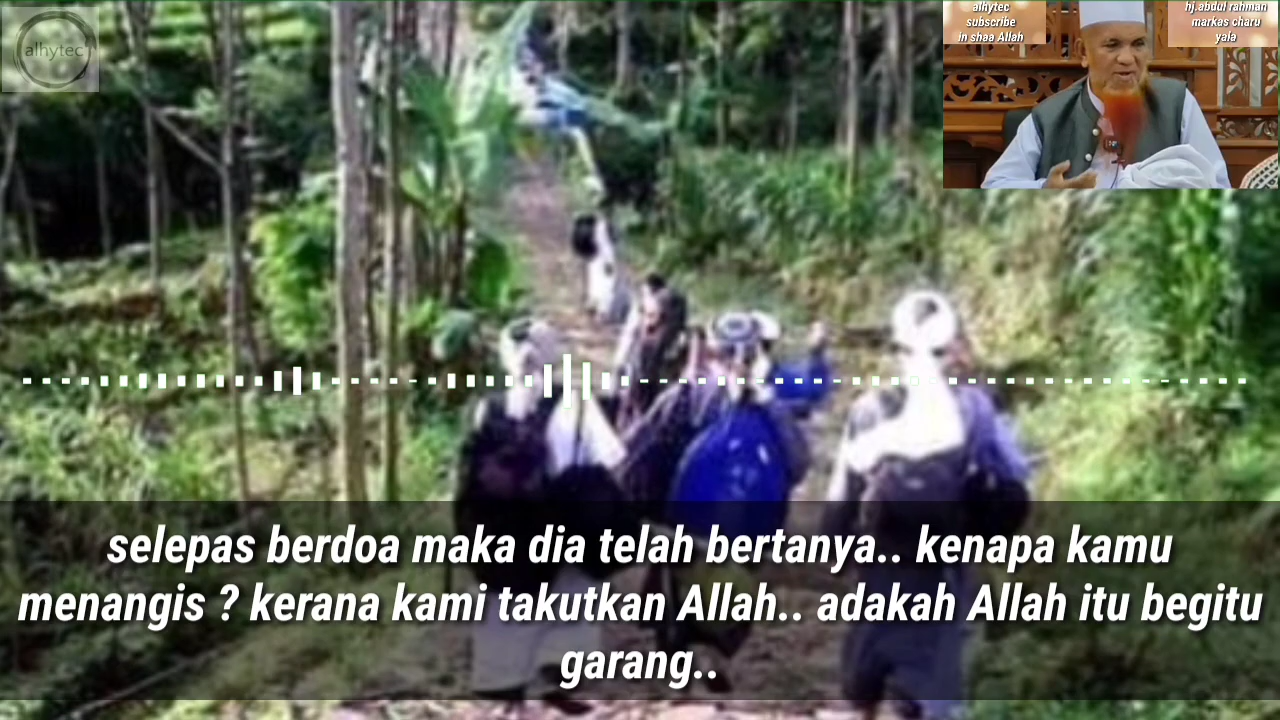 alhytec
alhytec
subscribe
in shaa Allah
hj.abdul rahman
markas charu
yala
selepas berdoa maka dia telah bertanya.. kenapa kamu
menangis ? kerana kami takutkan Allah.. adakah Allah itu begitu
garang..